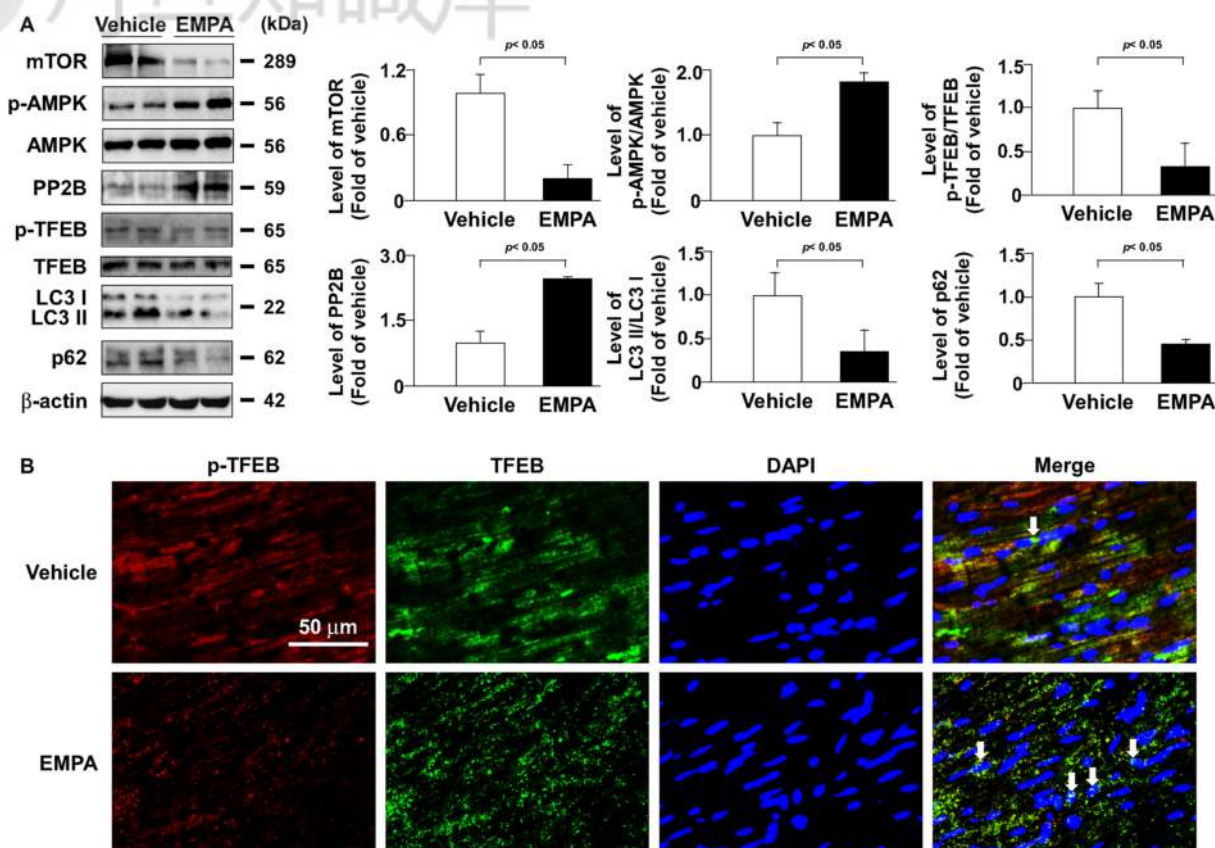 A
Vehicle EMPA (kDa)
mTOR 289
p-AMPK 56
AMPK 56
PP2B 59
p-TFEB 65
TFEB 65
LC3 I
LC3 II 22
p62 62
β-actin 42
p< 0.05
Level of mTOR
(Fold of vehicle)
1.2
0.6
0
Vehicle EMPA
p< 0.05
Level of
p-AMPK/AMPK
(Fold of vehicle)
2.0
1.0
0
Vehicle EMPA
p< 0.05
Level of
p-TFEB/TFEB
(Fold of vehicle)
1.5
1.0
0.5
0
Vehicle EMPA
p< 0.05
Level of PP2B
(Fold of vehicle)
3.0
1.5
0
Vehicle EMPA
p< 0.05
Level of
LC3 II/LC3 I
(Fold of vehicle)
1.5
1.0
0.5
0
Vehicle EMPA
p< 0.05
Level of p62
(Fold of vehicle)
1.5
1.0
0.5
0
Vehicle EMPA
B
p-TFEB TFEB DAPI Merge
Vehicle
50 μm
EMPA